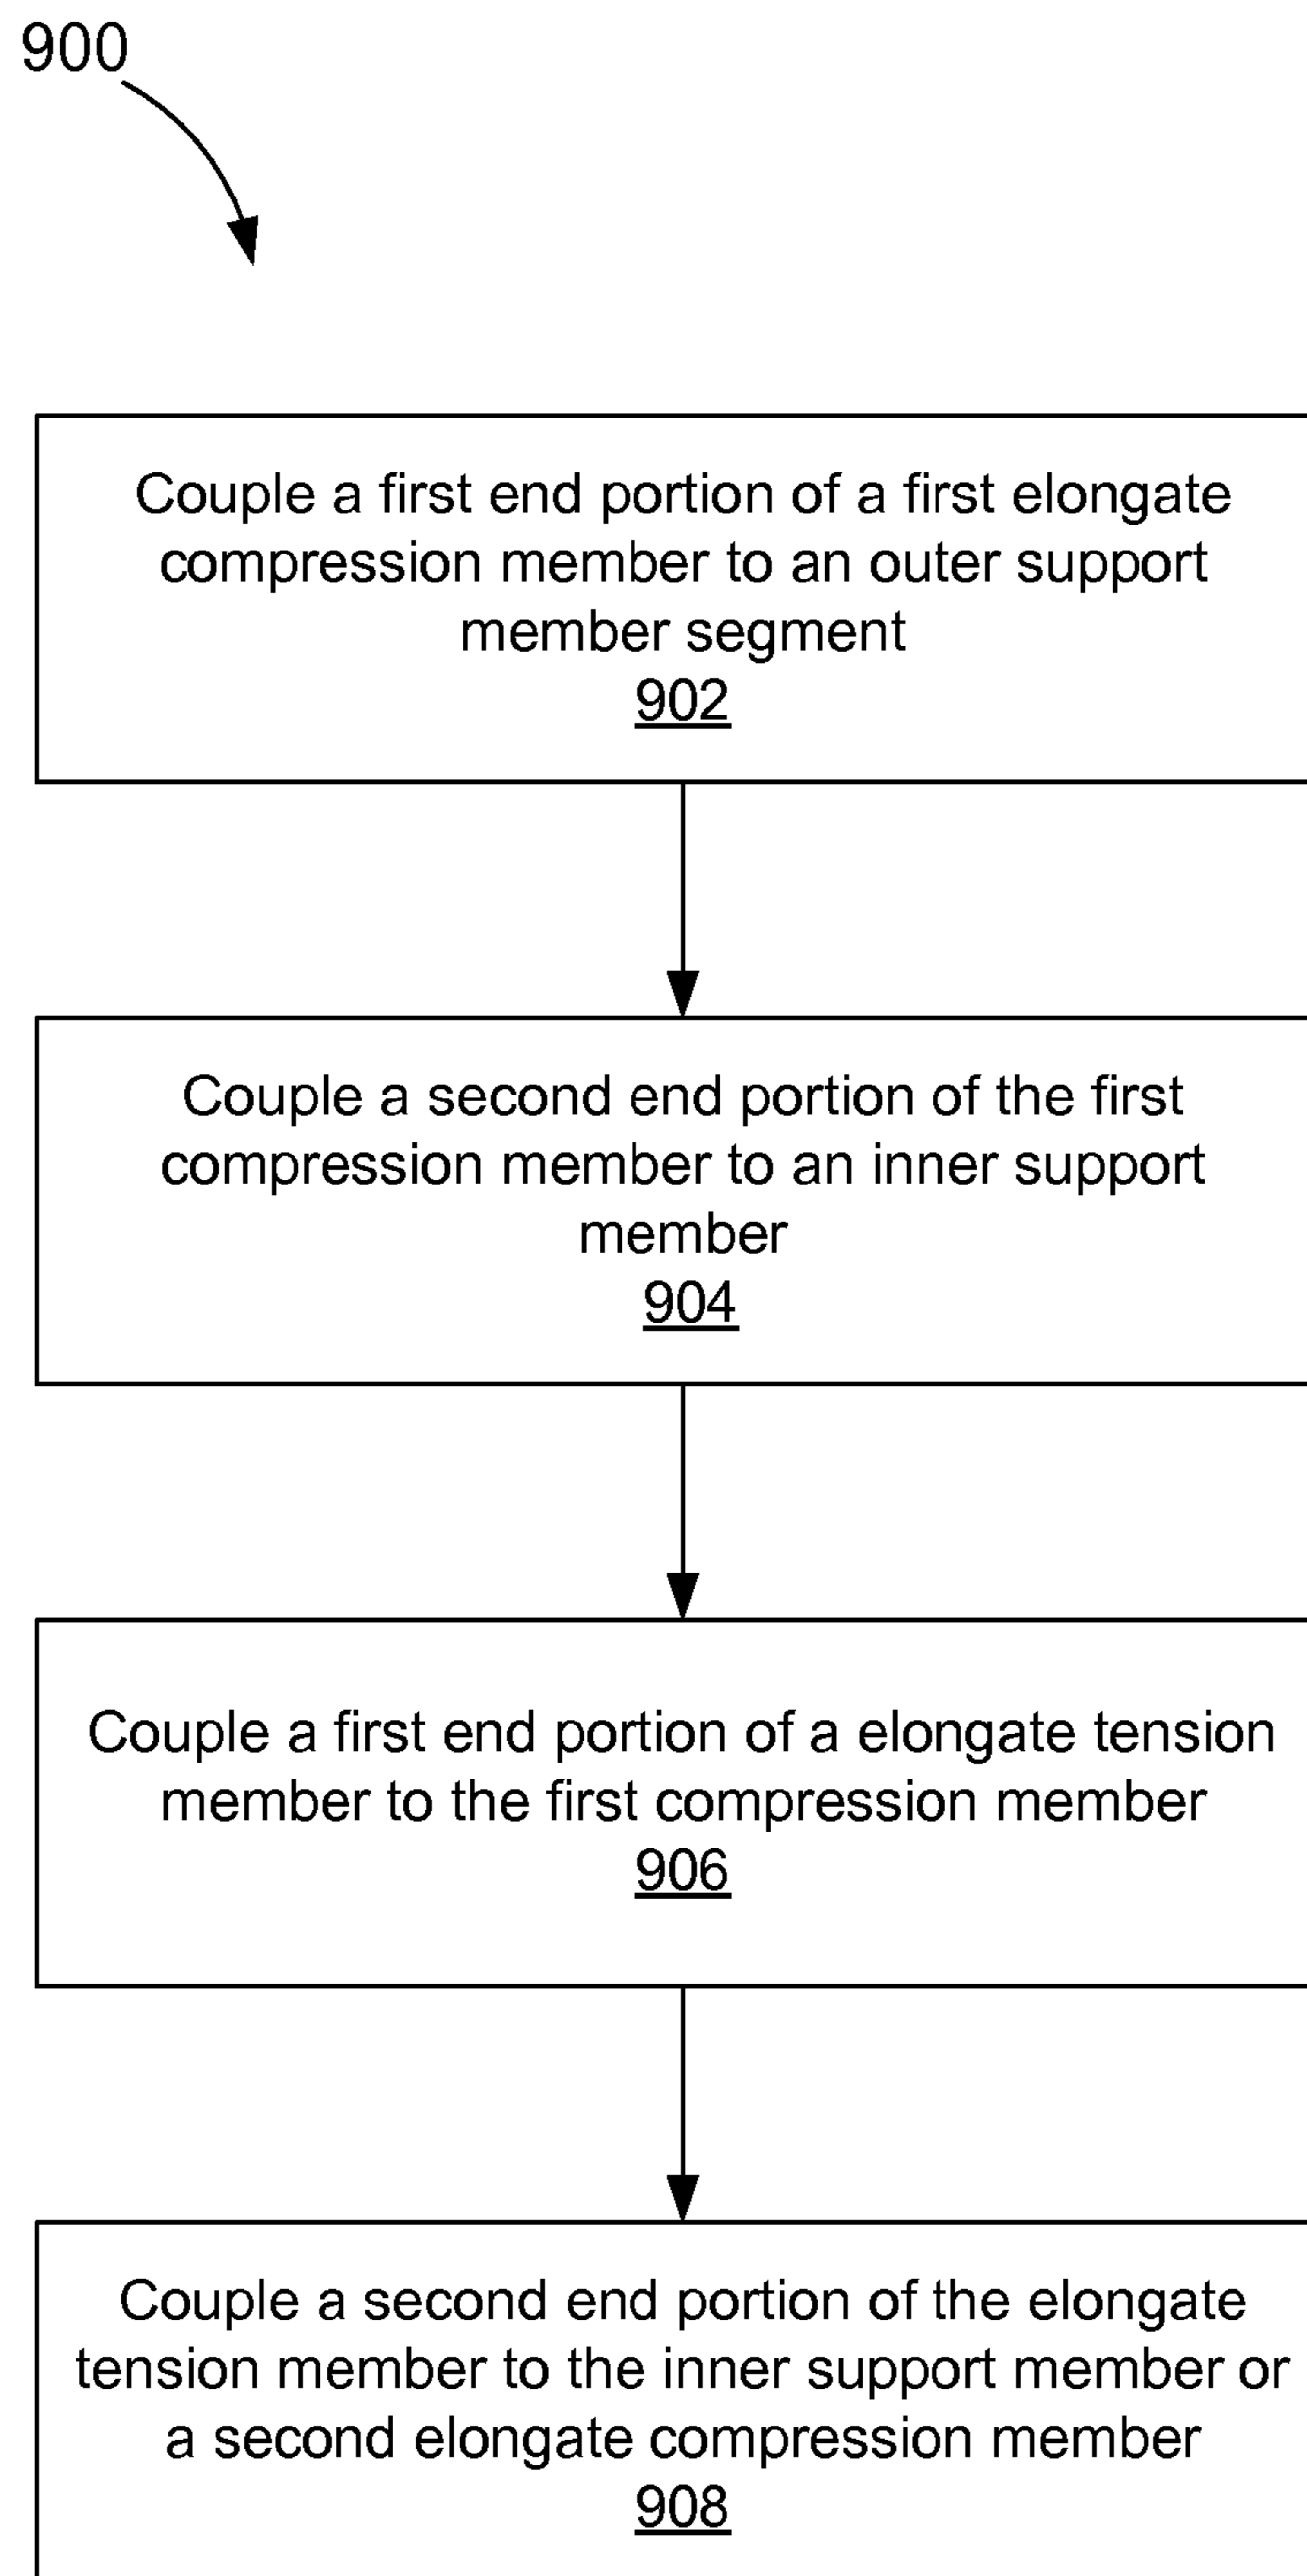 900
Couple a first end portion of a first elongate
compression member to an outer support
member segment
902
Couple a second end portion of the first
compression member to an inner support
member
904
Couple a first end portion of a elongate tension
member to the first compression member
906
Couple a second end portion of the elongate
tension member to the inner support member or
a second elongate compression member
908